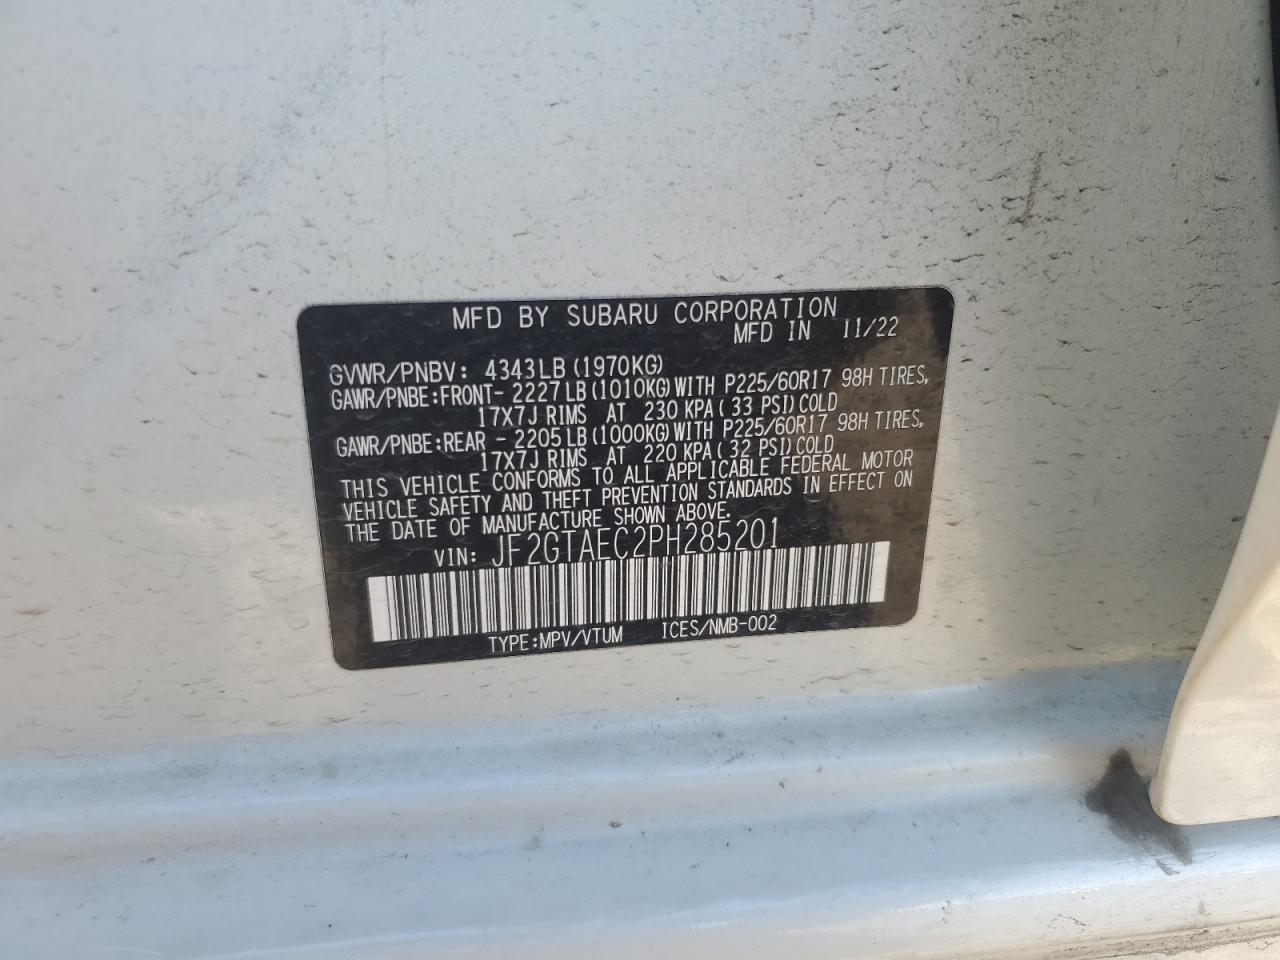 MFD BY SUBARU CORPORATION
MFD IN 11/22
GVWR/PNBV: 4343LB(1970KG)
GAWR/PNBE:FRONT- 2227LB(1010KG)WITH P225/60R17 98H TIRES,
17X7J RIMS AT 230 KPA(33 PSI)COLD
GAWR/PNBE:REAR - 2205LB(1000KG)WITH P225/60R17 98H TIRES,
17X7J RIMS AT 220 KPA(32 PSI)COLD
THIS VEHICLE CONFORMS TO ALL APPLICABLE FEDERAL MOTOR
VEHICLE SAFETY AND THEFT PREVENTION STANDARDS IN EFFECT ON
THE DATE OF MANUFACTURE SHOWN ABOVE.
VIN: JF2GTAEC2PH285201
TYPE:MPV/VTUM ICES/NMB-002